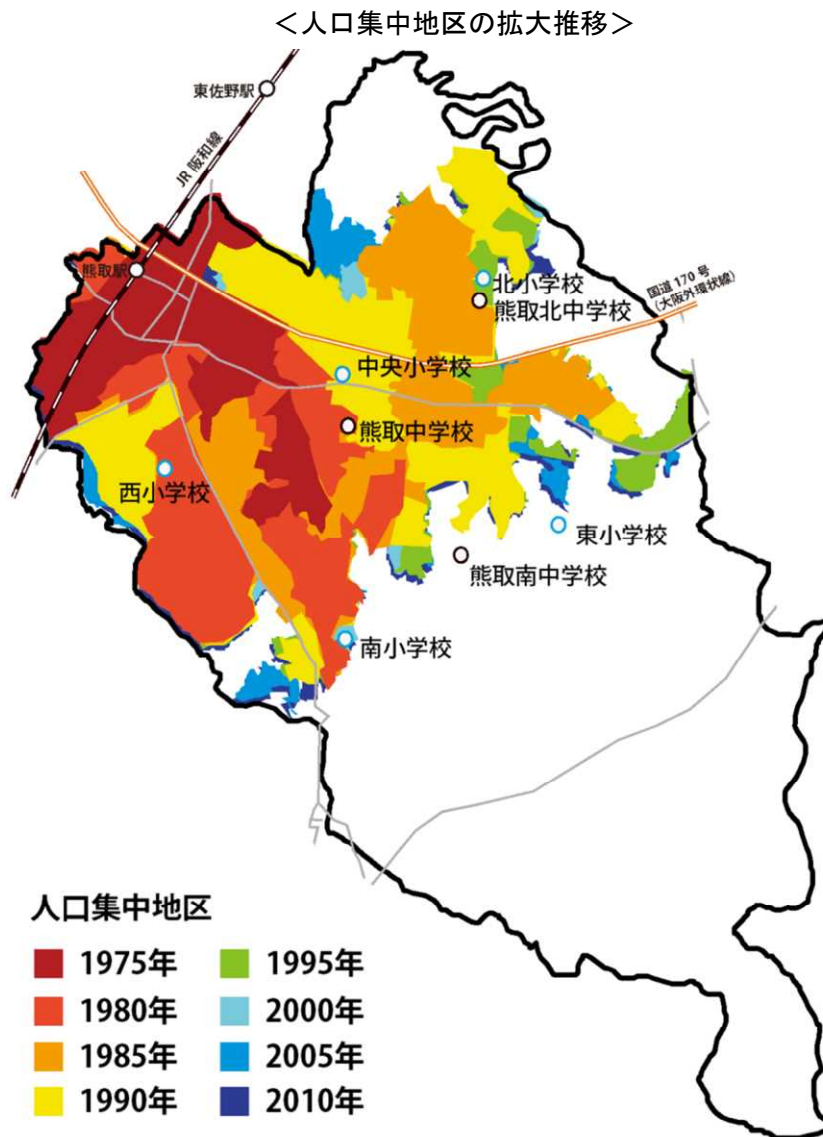 ＜人口集中地区の拡大推移＞
東佐野駅
JR 阪和線
熊取駅
国道 170 号
(大阪外環状線)
北小学校
熊取北中学校
中央小学校
熊取中学校
西小学校
東小学校
熊取南中学校
南小学校
人口集中地区
1975年
1980年
1985年
1990年
1995年
2000年
2005年
2010年